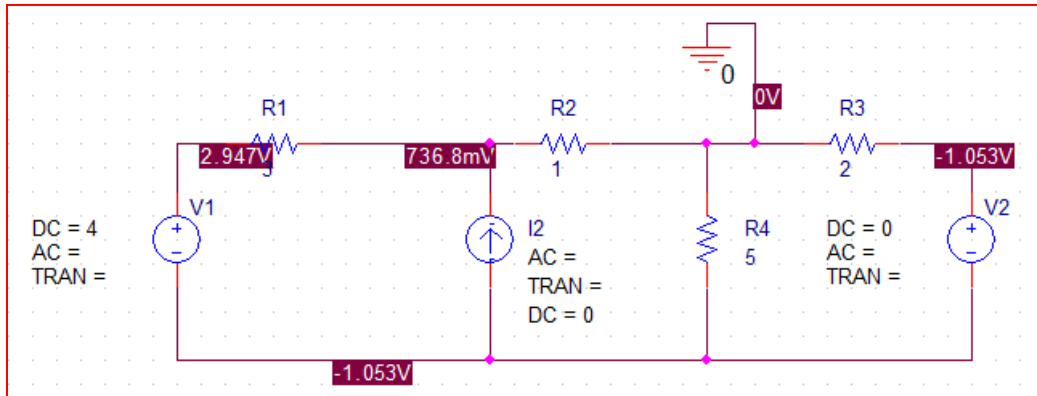 0
0V
R1
R2
R3
2.947V
3
736.8mV
1
2
-1.053V
V1
DC = 4
AC =
TRAN =
I2
AC =
TRAN =
DC = 0
R4
5
DC = 0
AC =
TRAN =
V2
-1.053V